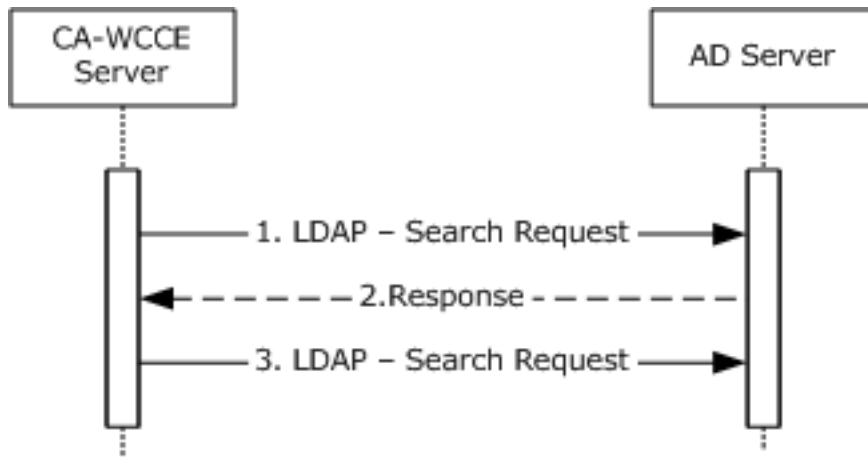 CA-WCCE
Server
AD Server
1. LDAP – Search Request
2.Response
3. LDAP – Search Request